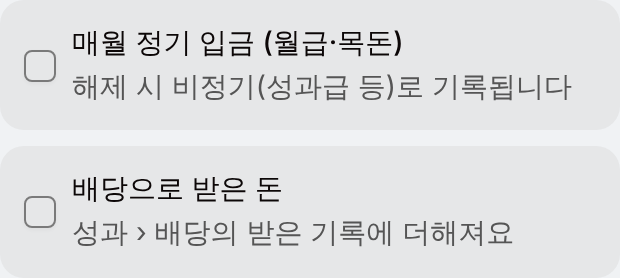 매월 정기 입금 (월급·목돈)
해제 시 비정기(성과급 등)로 기록됩니다
배당으로 받은 돈
성과 › 배당의 받은 기록에 더해져요